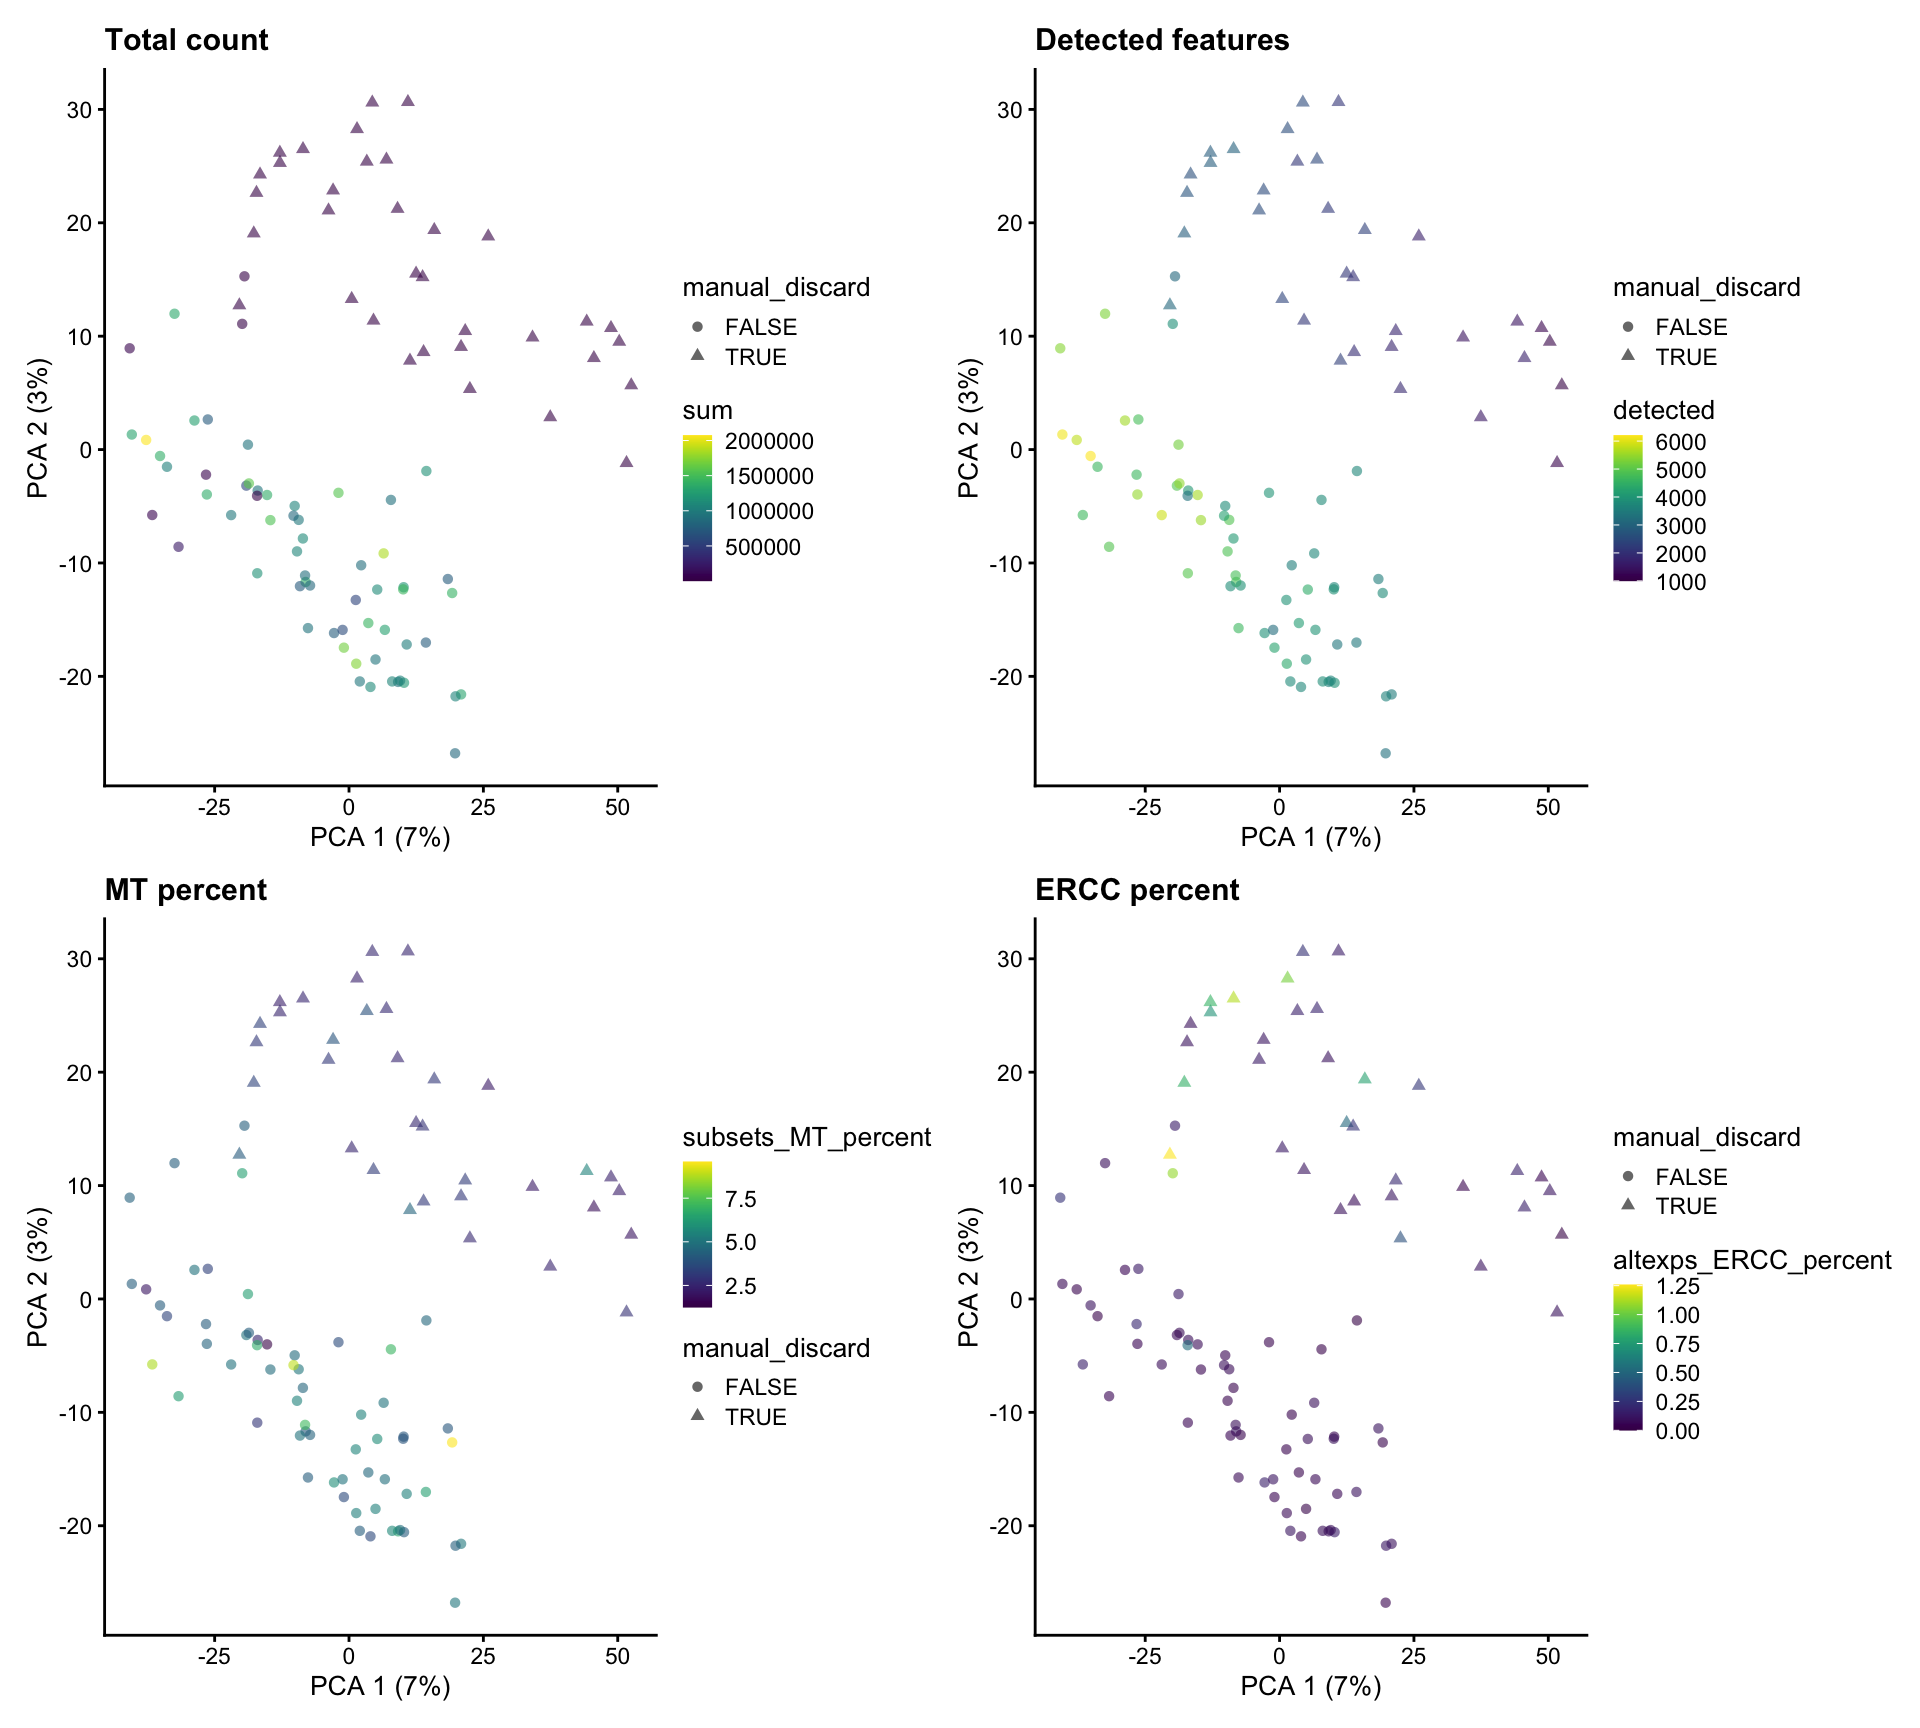 Total count
30
20
10
0
-10
-20
PCA 2 (3%)
-25
0
25
50
PCA 1 (7%)
manual_discard
FALSE
TRUE
sum
2000000
1500000
1000000
500000
Detected features
30
20
10
0
-10
-20
PCA 2 (3%)
-25
0
25
50
PCA 1 (7%)
manual_discard
FALSE
TRUE
detected
6000
5000
4000
3000
2000
1000
MT percent
30
20
10
0
-10
-20
PCA 2 (3%)
-25
0
25
50
PCA 1 (7%)
subsets_MT_percent
7.5
5.0
2.5
manual_discard
FALSE
TRUE
ERCC percent
30
20
10
0
-10
-20
PCA 2 (3%)
-25
0
25
50
PCA 1 (7%)
manual_discard
FALSE
TRUE
altexps_ERCC_percent
1.25
1.00
0.75
0.50
0.25
0.00